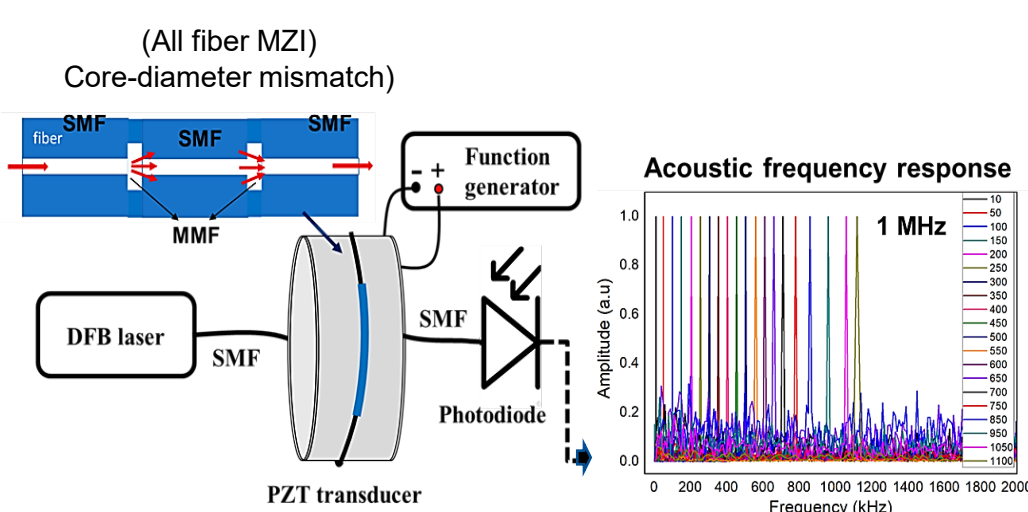 (All fiber MZI)
Core-diameter mismatch)
SMF
SMF
SMF
fiber
MMF
- +
Function
generator
DFB laser
SMF
SMF
Photodiode
PZT transducer
Acoustic frequency response
1 MHz
Amplitude (a.u)
1.0
0.8
0.6
0.4
0.2
0.0
0 200 400 600 800 1000 1200 1400 1600 1800 2000
Frequency (kHz)
10
50
100
150
200
250
300
350
400
450
500
550
600
650
700
750
850
950
1050
1100